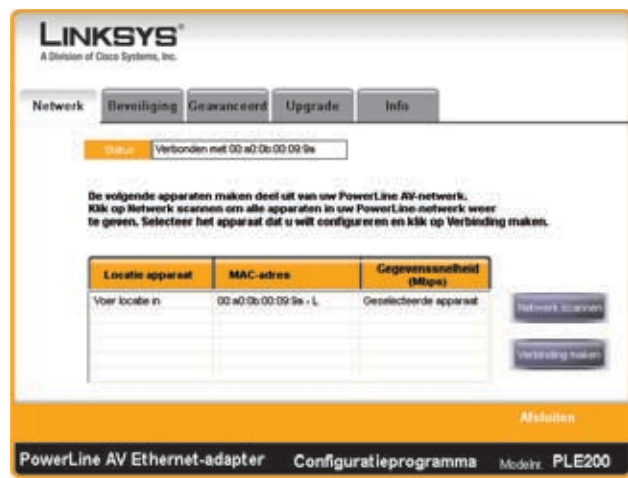 LINKSYS®
A Division of Cisco Systems, Inc.
Netwerk Beveiliging Geavanceerd Upgrade Info
Status Verbonden met 00:a0:0b:00:09:9a
De volgende apparaten maken deel uit van uw PowerLine AV-netwerk.
Klik op Netwerk scannen om alle apparaten in uw PowerLine-netwerk weer
te geven. Selecteer het apparaat dat u wilt configureren en klik op Verbinding maken.
Locatie apparaat MAC-adres Gegevenssnelheid
(Mbps)
Voer locatie in 00:a0:0b:00:09:9a - L Geselecteerde apparaat
Netwerk scannen
Verbinding maken
Afsluiten
PowerLine AV Ethernet-adapter Configuratieprogramma Modelnr. PLE200